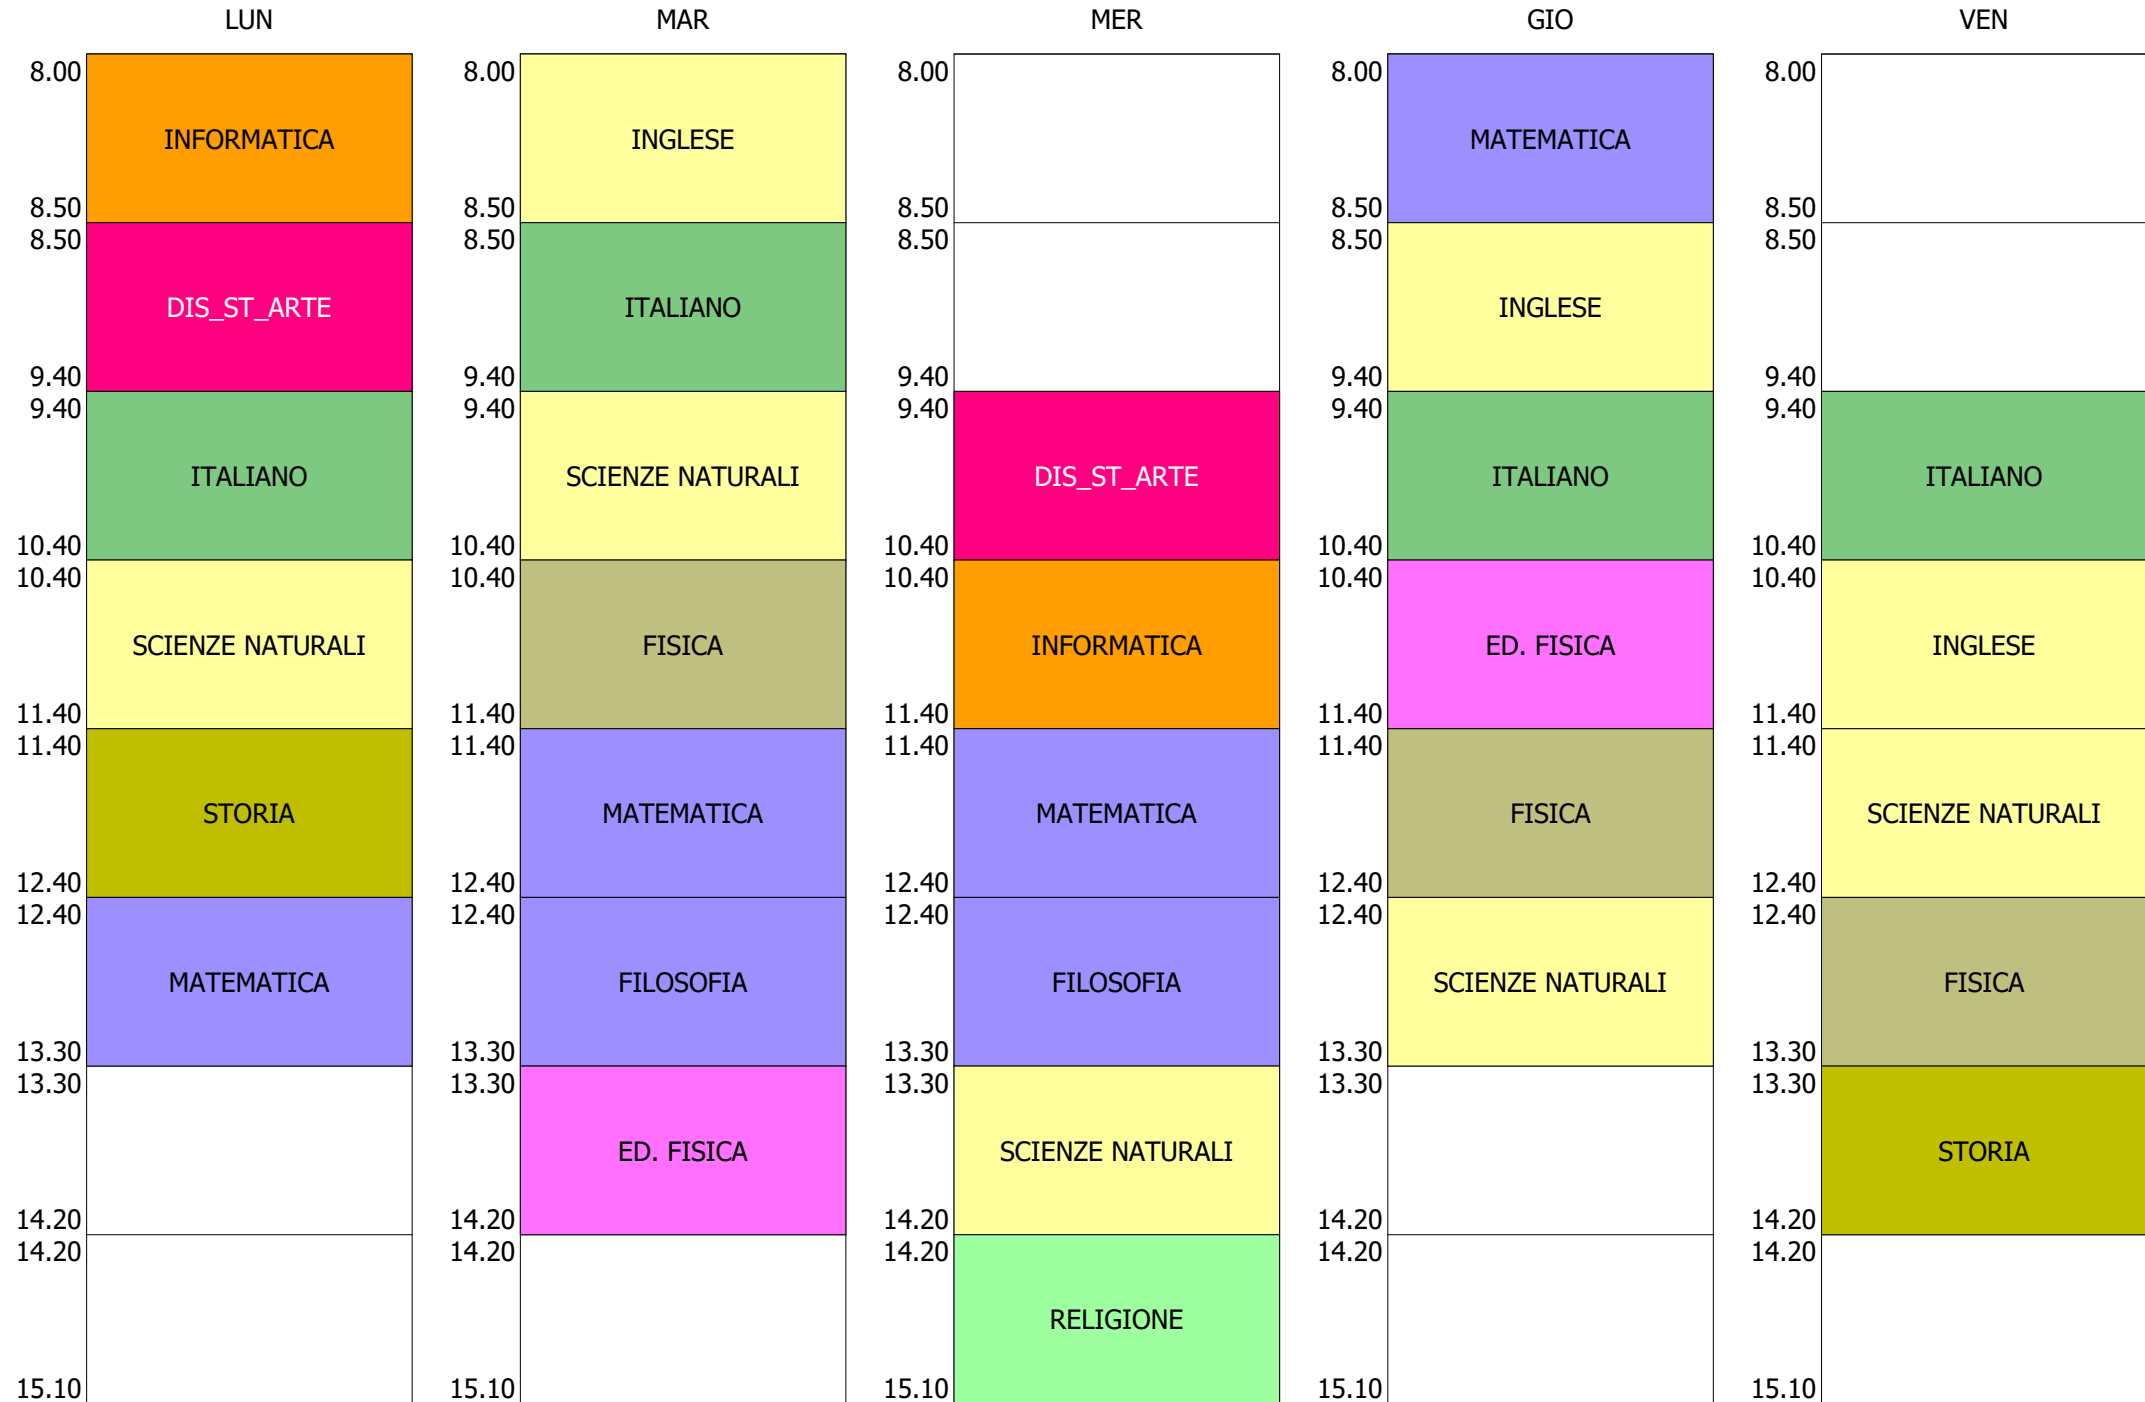 LUN MAR MER GIO VEN
8.00 8.00 8.00 8.00 8.00
INFORMATICA INGLESE MATEMATICA
8.50 8.50 8.50 8.50 8.50
8.50 8.50 8.50 8.50 8.50
DIS_ST_ARTE ITALIANO INGLESE
9.40 9.40 9.40 9.40 9.40
9.40 9.40 9.40 9.40 9.40
ITALIANO SCIENZE NATURALI DIS_ST_ARTE ITALIANO ITALIANO
10.40 10.40 10.40 10.40 10.40
10.40 10.40 10.40 10.40 10.40
SCIENZE NATURALI FISICA INFORMATICA ED. FISICA INGLESE
11.40 11.40 11.40 11.40 11.40
11.40 11.40 11.40 11.40 11.40
STORIA MATEMATICA MATEMATICA FISICA SCIENZE NATURALI
12.40 12.40 12.40 12.40 12.40
12.40 12.40 12.40 12.40 12.40
MATEMATICA FILOSOFIA FILOSOFIA SCIENZE NATURALI FISICA
13.30 13.30 13.30 13.30 13.30
13.30 13.30 13.30 13.30 13.30
ED. FISICA SCIENZE NATURALI STORIA
14.20 14.20 14.20 14.20 14.20
14.20 14.20 14.20 14.20 14.20
RELIGIONE
15.10 15.10 15.10 15.10 15.10